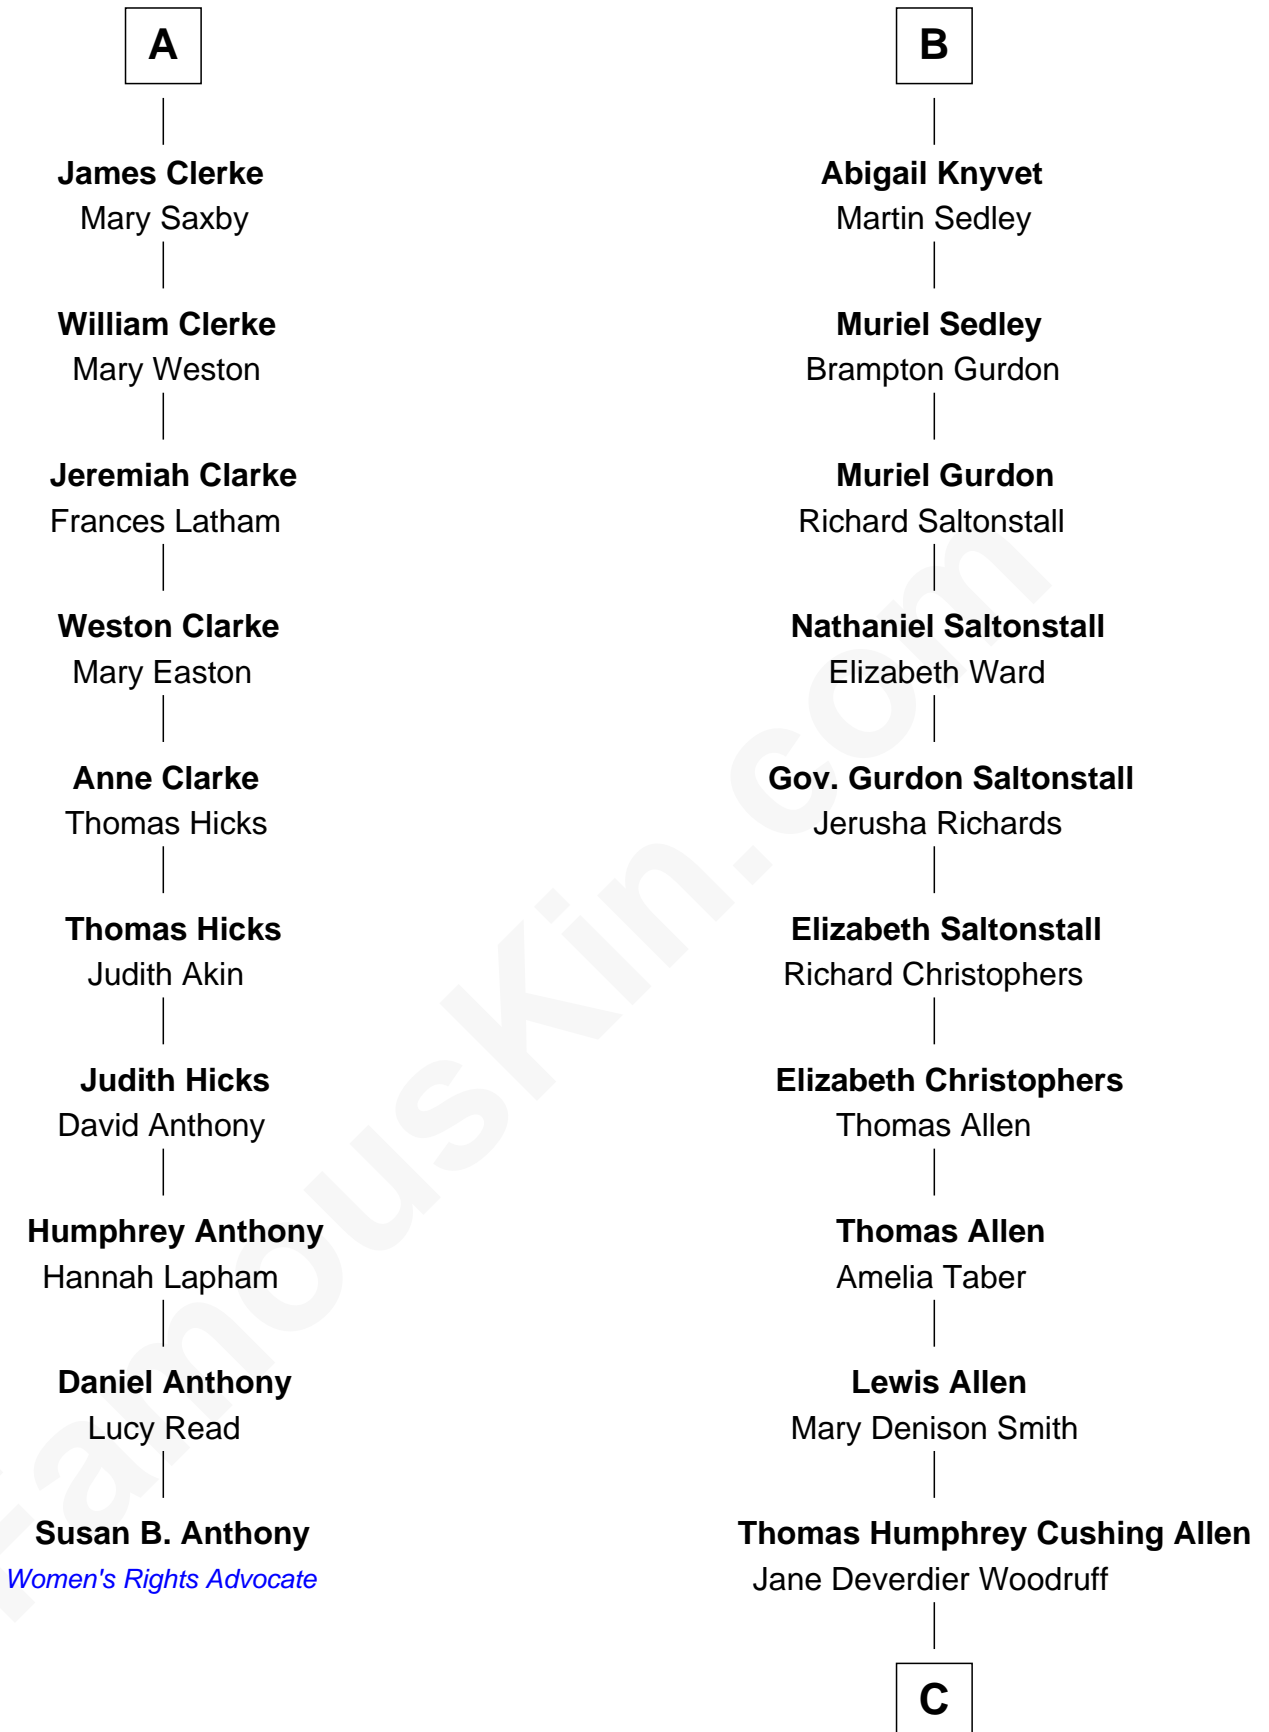 A
James Clerke
Mary Saxby
William Clerke
Mary Weston
Jeremiah Clarke
Frances Latham
Weston Clarke
Mary Easton
Anne Clarke
Thomas Hicks
Thomas Hicks
Judith Akin
Judith Hicks
David Anthony
Humphrey Anthony
Hannah Lapham
Daniel Anthony
Lucy Read
Susan B. Anthony
Women's Rights Advocate
B
Abigail Knyvet
Martin Sedley
Muriel Sedley
Brampton Gurdon
Muriel Gurdon
Richard Saltonstall
Nathaniel Saltonstall
Elizabeth Ward
Gov. Gurdon Saltonstall
Jerusha Richards
Elizabeth Saltonstall
Richard Christophers
Elizabeth Christophers
Thomas Allen
Thomas Allen
Amelia Taber
Lewis Allen
Mary Denison Smith
Thomas Humphrey Cushing Allen
Jane Deverdier Woodruff
C
FamousKin.com